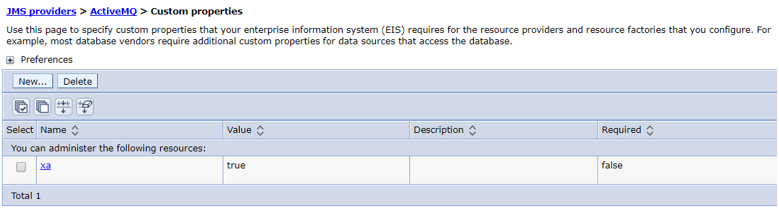 JMS providers > ActiveMQ > Custom properties
Use this page to specify custom properties that your enterprise information system (EIS) requires for the resource providers and resource factories that you configure. For
example, most database vendors require additional custom properties for data sources that access the database.
Preferences
New... Delete
Select Name Value Description Required
You can administer the following resources:
xa true false
Total 1